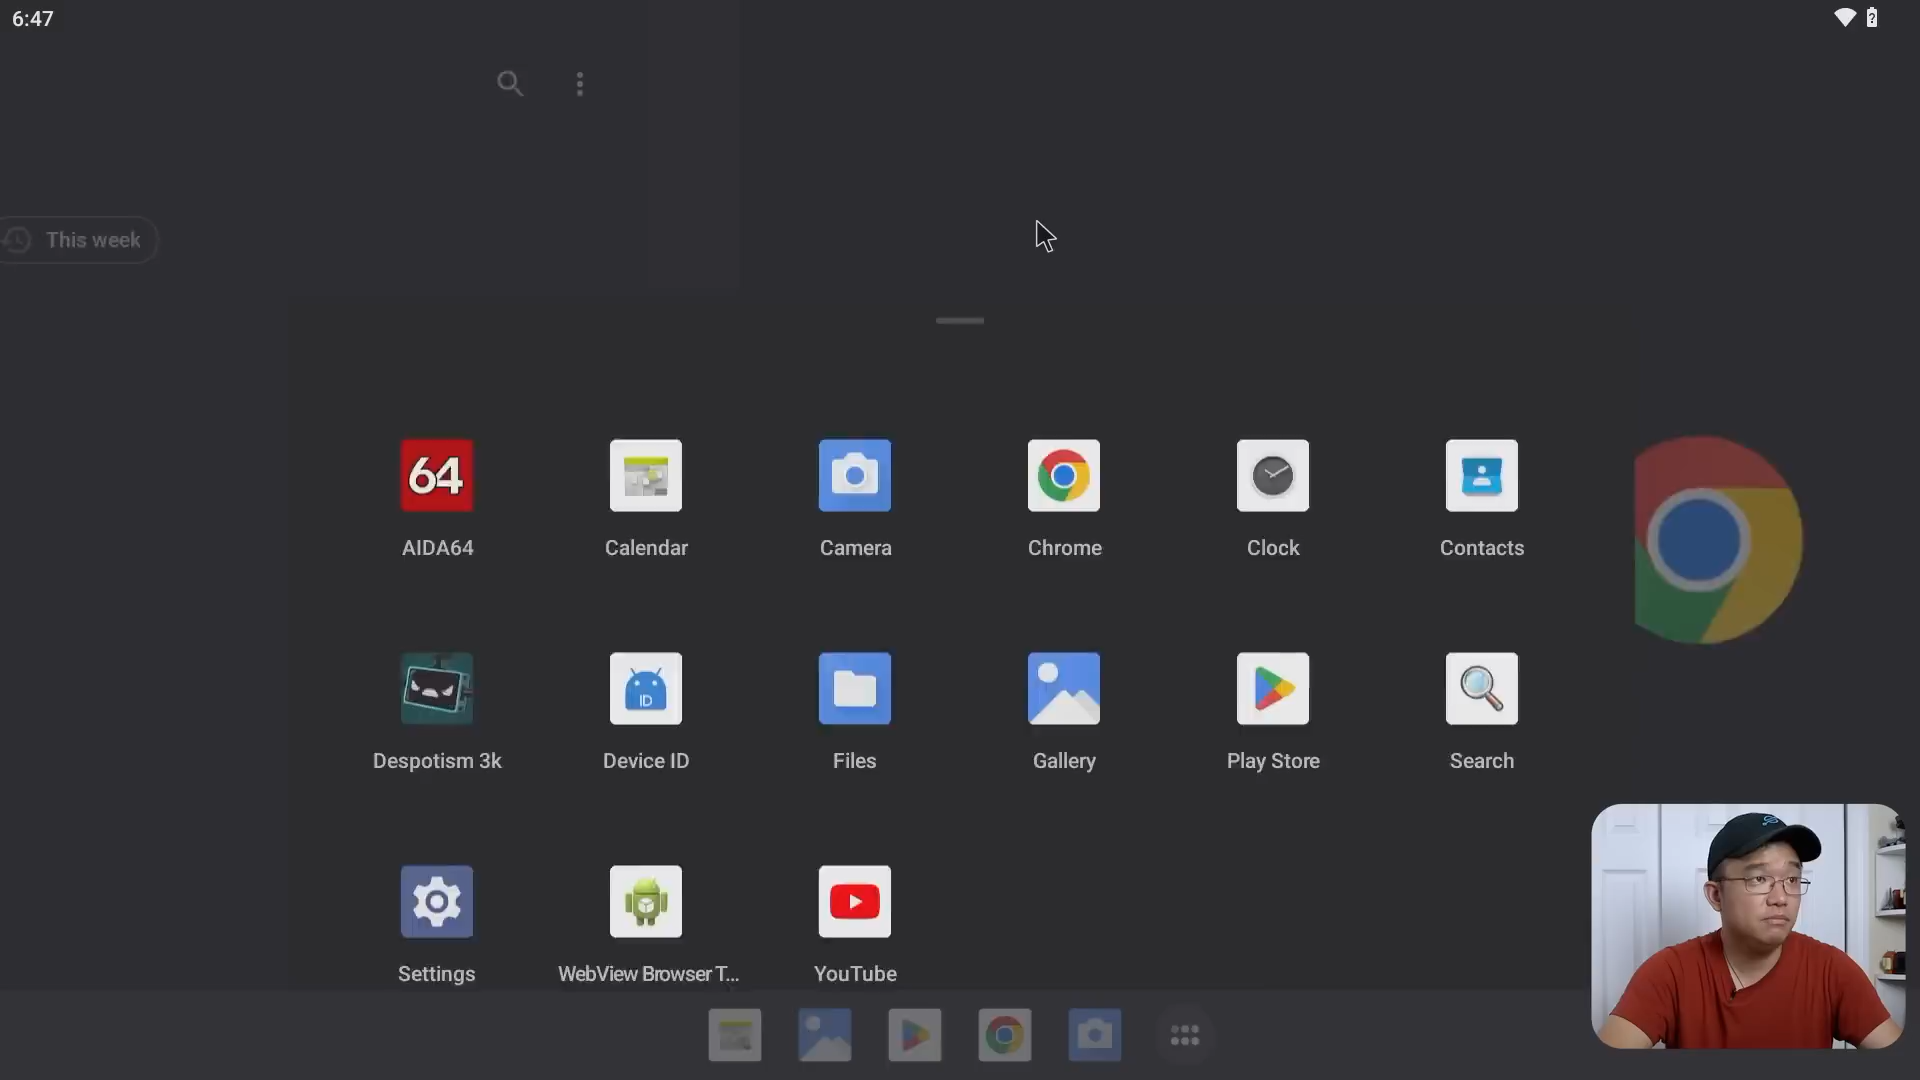 6:47
This week
64
AIDA64
Calendar
Camera
Chrome
Clock
Contacts
Despotism 3k
ID
Device ID
Files
Gallery
Play Store
Search
Settings
WebView Browser T...
YouTube